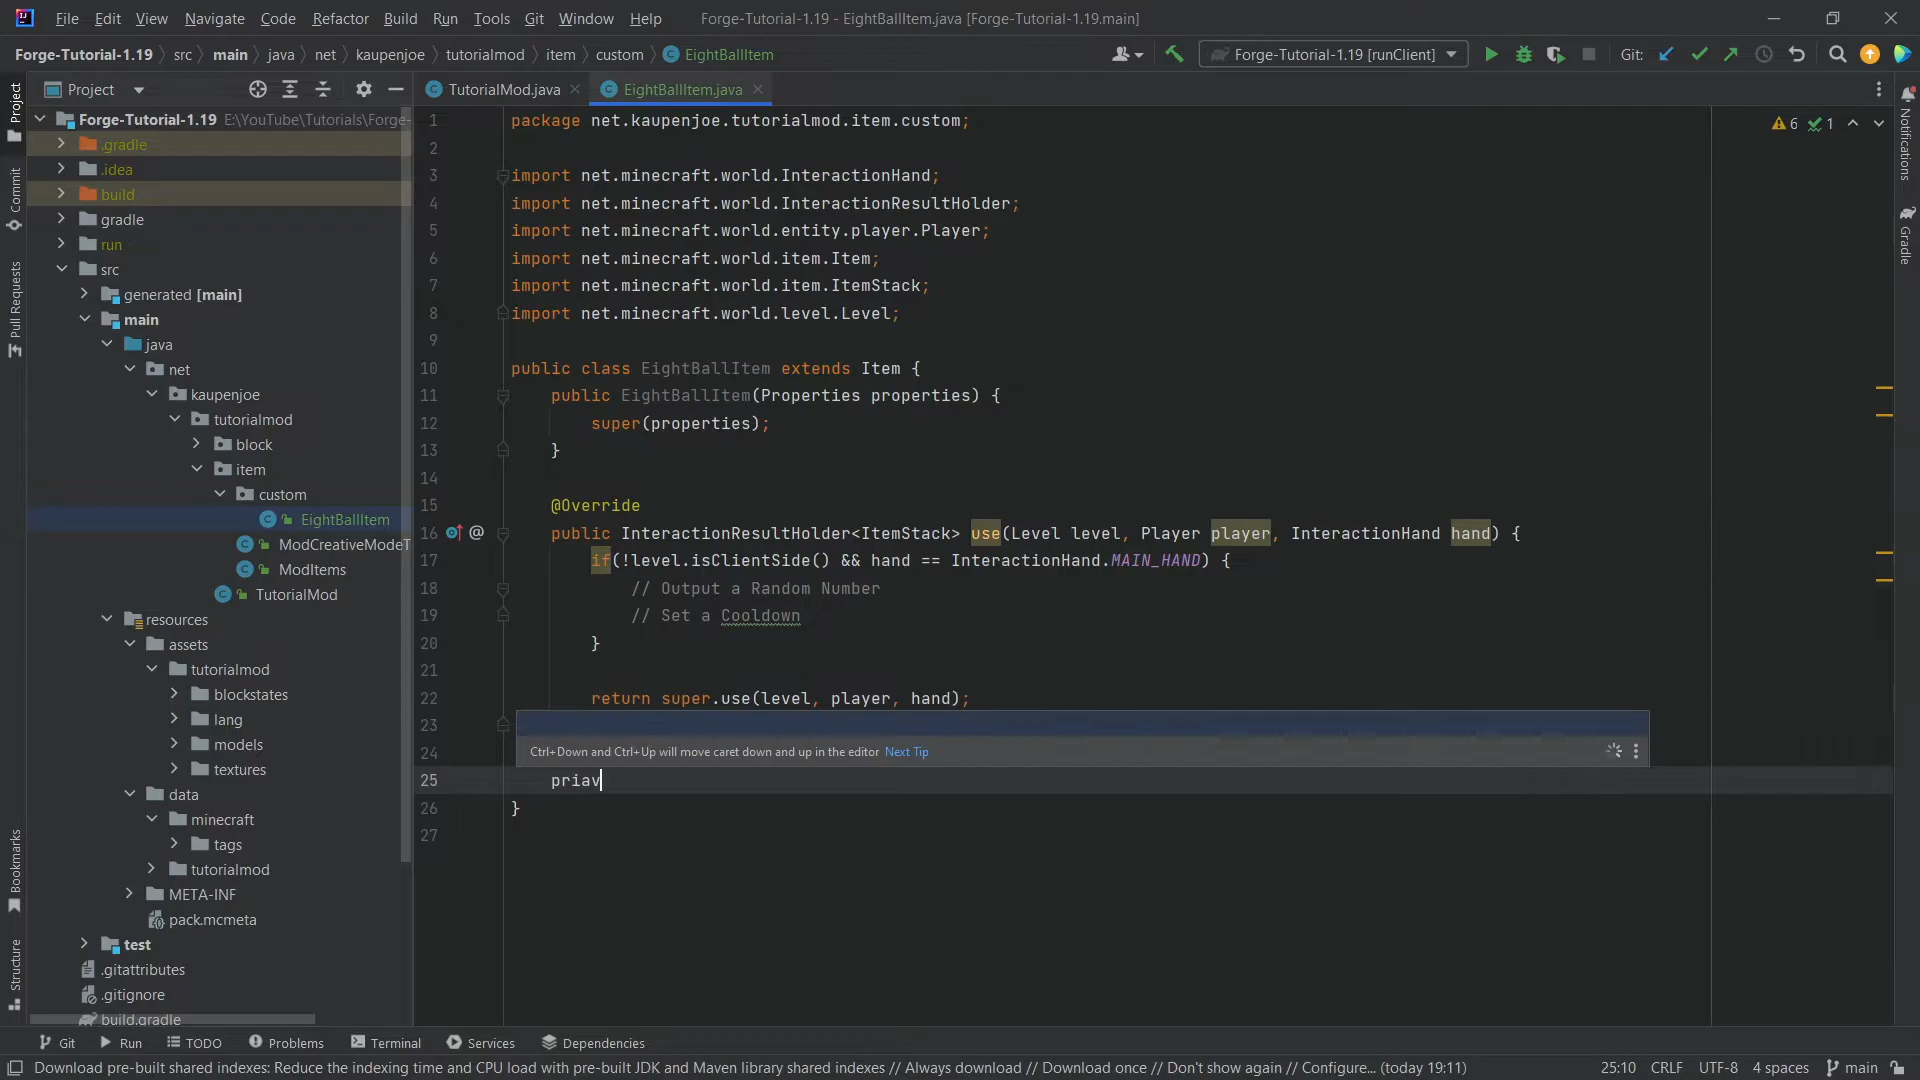 File Edit View Navigate Code Refactor Build Run Tools Git Window Help Forge-Tutorial-1.19 - EightBallItem.java [Forge-Tutorial-1.19.main]
Forge-Tutorial-1.19 src main java net kaupenjoe tutorialmod item custom EightBallItem Forge-Tutorial-1.19 [runClient] Git:
Project TutorialMod.java EightBallItem.java
Project
Commit
Pull Requests
Bookmarks
Structure
Forge-Tutorial-1.19 E:\YouTube\Tutorials\Forge-
.gradle
.idea
build
gradle
run
src
generated [main]
main
java
net
kaupenjoe
tutorialmod
block
item
custom
EightBallItem
ModCreativeModeT
ModItems
TutorialMod
resources
assets
tutorialmod
blockstates
lang
models
textures
data
minecraft
tags
tutorialmod
META-INF
pack.mcmeta
test
.gitattributes
.gitignore
build.gradle
1 package net.kaupenjoe.tutorialmod.item.custom;
2
3 import net.minecraft.world.InteractionHand;
4 import net.minecraft.world.InteractionResultHolder;
5 import net.minecraft.world.entity.player.Player;
6 import net.minecraft.world.item.Item;
7 import net.minecraft.world.item.ItemStack;
8 import net.minecraft.world.level.Level;
9
10 public class EightBallItem extends Item {
11 public EightBallItem(Properties properties) {
12 super(properties);
13 }
14
15 @Override
16 @ public InteractionResultHolder<ItemStack> use(Level level, Player player, InteractionHand hand) {
17 if(!level.isClientSide() && hand == InteractionHand.MAIN_HAND) {
18 // Output a Random Number
19 // Set a Cooldown
20 }
21
22 return super.use(level, player, hand);
23
24 Ctrl+Down and Ctrl+Up will move caret down and up in the editor Next Tip
25 priav
26 }
27
6 1
Notifications
Gradle
Git Run TODO Problems Terminal Services Dependencies
Download pre-built shared indexes: Reduce the indexing time and CPU load with pre-built JDK and Maven library shared indexes // Always download // Download once // Don't show again // Configure... (today 19:11) 25:10 CRLF UTF-8 4 spaces main